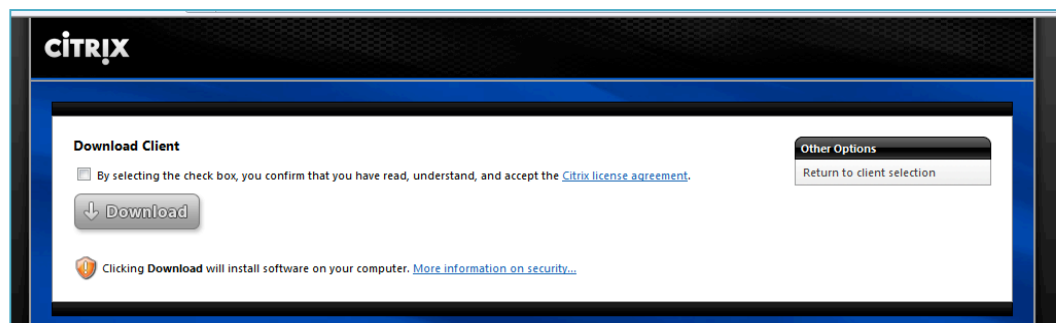 CITRIX
Download Client
By selecting the check box, you confirm that you have read, understand, and accept the Citrix license agreement.
Download
Clicking Download will install software on your computer. More information on security...
Other Options
Return to client selection